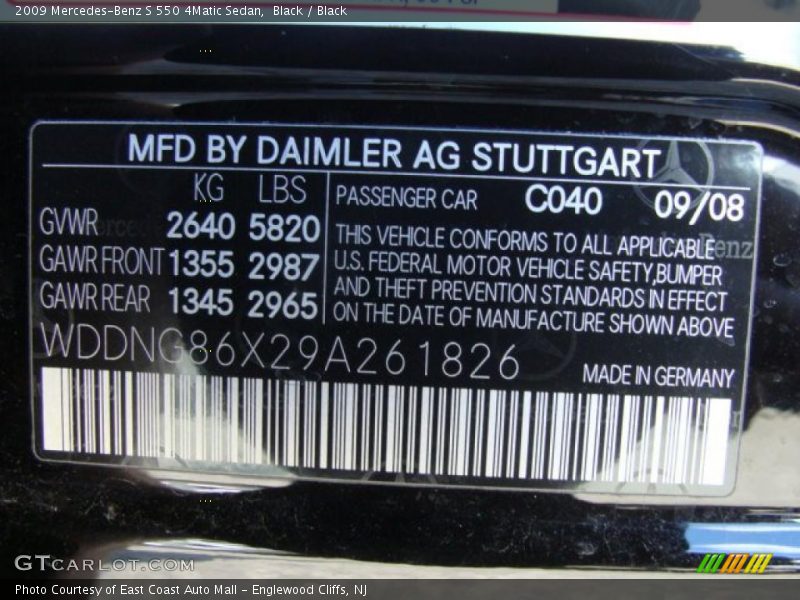 2009 Mercedes-Benz S 550 4Matic Sedan, Black / Black
MFD BY DAIMLER AG STUTTGART
KG LBS
GVWR 2640 5820
GAWR FRONT 1355 2987
GAWR REAR 1345 2965
PASSENGER CAR C040 09/08
THIS VEHICLE CONFORMS TO ALL APPLICABLE
U.S. FEDERAL MOTOR VEHICLE SAFETY,BUMPER
AND THEFT PREVENTION STANDARDS IN EFFECT
ON THE DATE OF MANUFACTURE SHOWN ABOVE
WDDNG86X29A261826
MADE IN GERMANY
GTCARLOT.COM
Photo Courtesy of East Coast Auto Mall - Englewood Cliffs, NJ